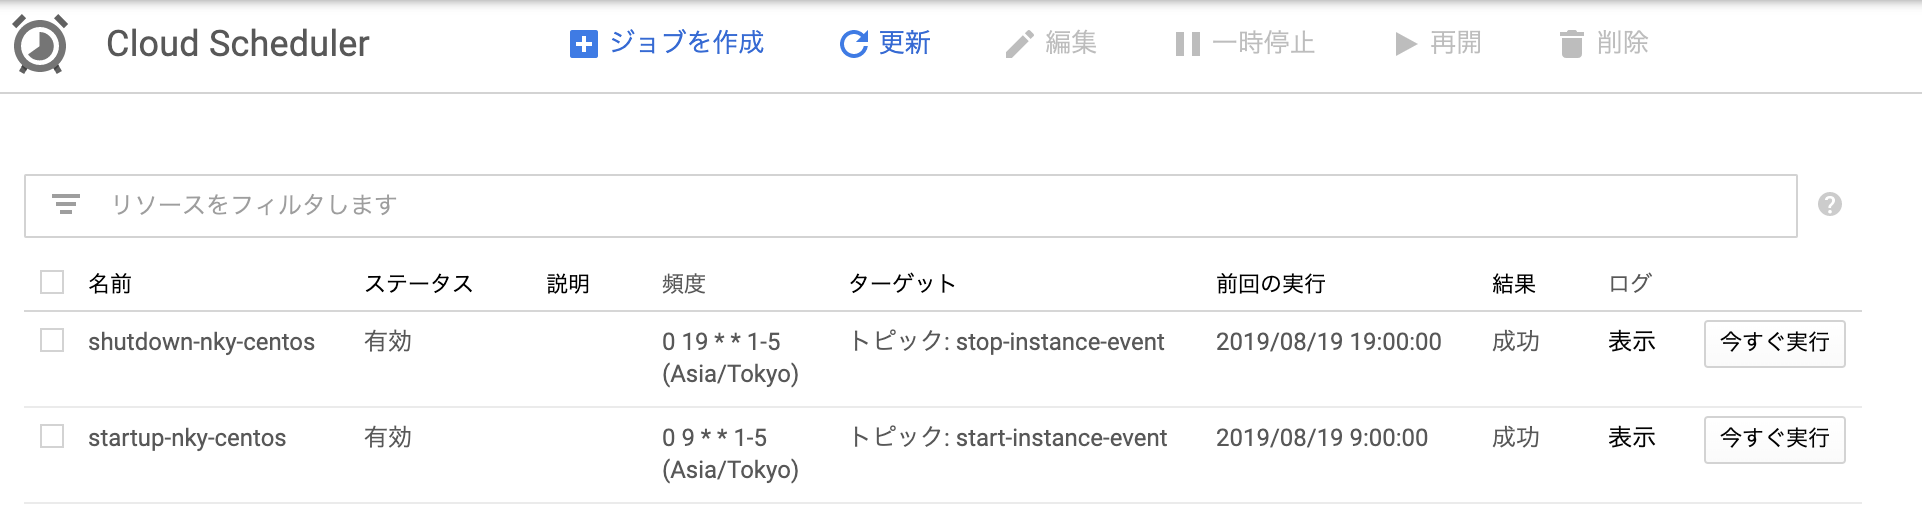 Cloud Scheduler ジョブを作成 更新 編集 一時停止 再開 削除
リソースをフィルタします ?
名前 ステータス 説明 頻度 ターゲット 前回の実行 結果 ログ
shutdown-nky-centos 有効 0 19 * * 1-5 トピック: stop-instance-event 2019/08/19 19:00:00 成功 表示 今すぐ実行
(Asia/Tokyo)
startup-nky-centos 有効 0 9 * * 1-5 トピック: start-instance-event 2019/08/19 9:00:00 成功 表示 今すぐ実行
(Asia/Tokyo)